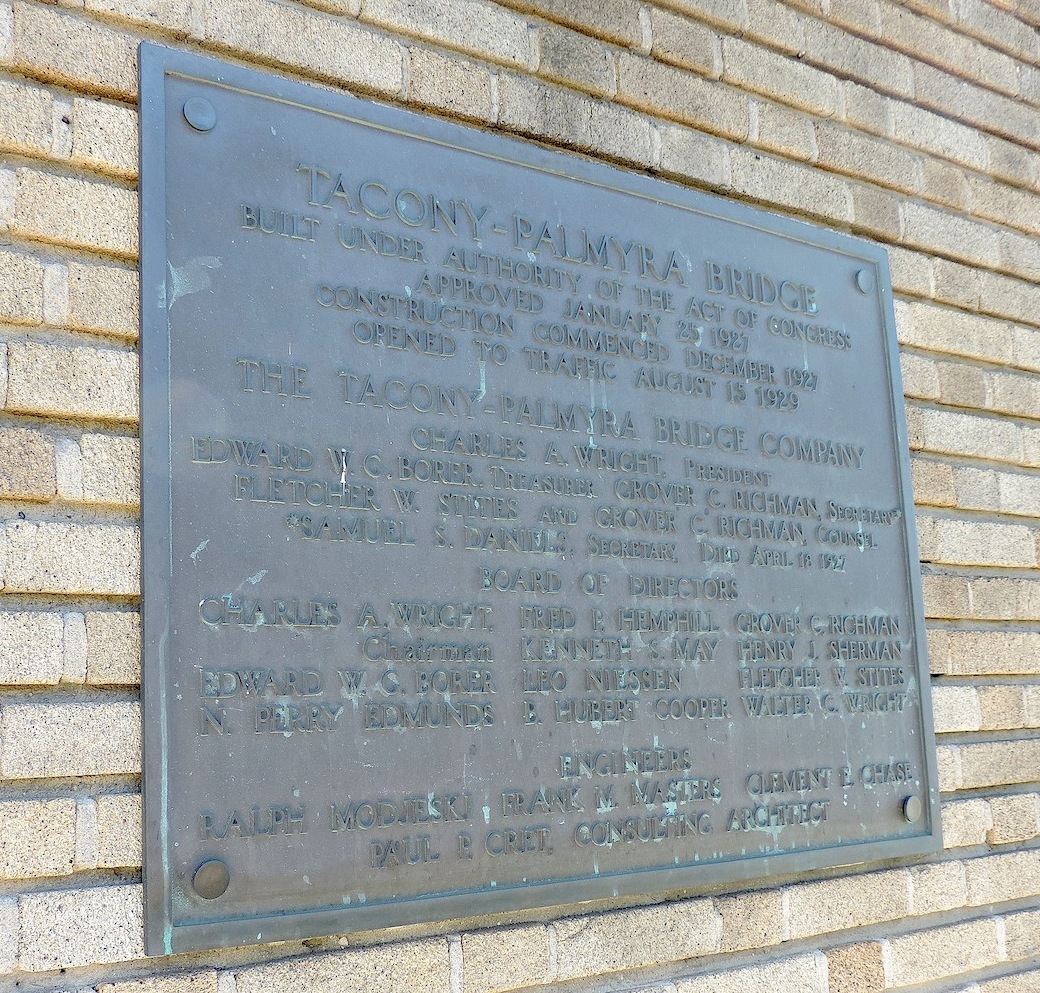 TACONY-PALMYRA BRIDGE
BUILT UNDER AUTHORITY OF THE ACT OF CONGRESS
APPROVED JANUARY 25 1927
CONSTRUCTION COMMENCED DECEMBER 1927
OPENED TO TRAFFIC AUGUST 15 1929
THE TACONY-PALMYRA BRIDGE COMPANY
CHARLES A. WRIGHT, PRESIDENT
EDWARD W. C. BORER, TREASURER GROVER C. RICHMAN, SECRETARY*
FLETCHER W. STITES AND GROVER C. RICHMAN, COUNSEL
*SAMUEL S. DANIELS, SECRETARY, DIED APRIL 18 1927
BOARD OF DIRECTORS
CHARLES A. WRIGHT, FRED P. HEMPHILL GROVER C. RICHMAN
Chairman KENNETH S. MAY HENRY J. SHERMAN
EDWARD W. C. BORER LEO NIESSEN FLETCHER W. STITES
N. PERRY EDMUNDS B. HUBERT COOPER WALTER C. WRIGHT
ENGINEERS
RALPH MODJESKI FRANK M. MASTERS CLEMENT E. CHASE
PAUL P. CRET, CONSULTING ARCHITECT